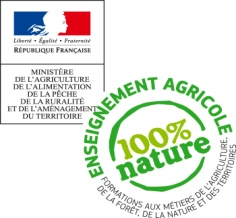 Liberté • Égalité • Fraternité
RÉPUBLIQUE FRANÇAISE
MINISTÈRE
DE L'AGRICULTURE
DE L'ALIMENTATION
DE LA PÊCHE
DE LA RURALITÉ
ET DE L'AMÉNAGEMENT
DU TERRITOIRE
ENSEIGNEMENT AGRICOLE
100%
nature
FORMATIONS AUX MÉTIERS DE L'AGRICULTURE,
DE LA FORÊT, DE LA NATURE ET DES TERRITOIRES